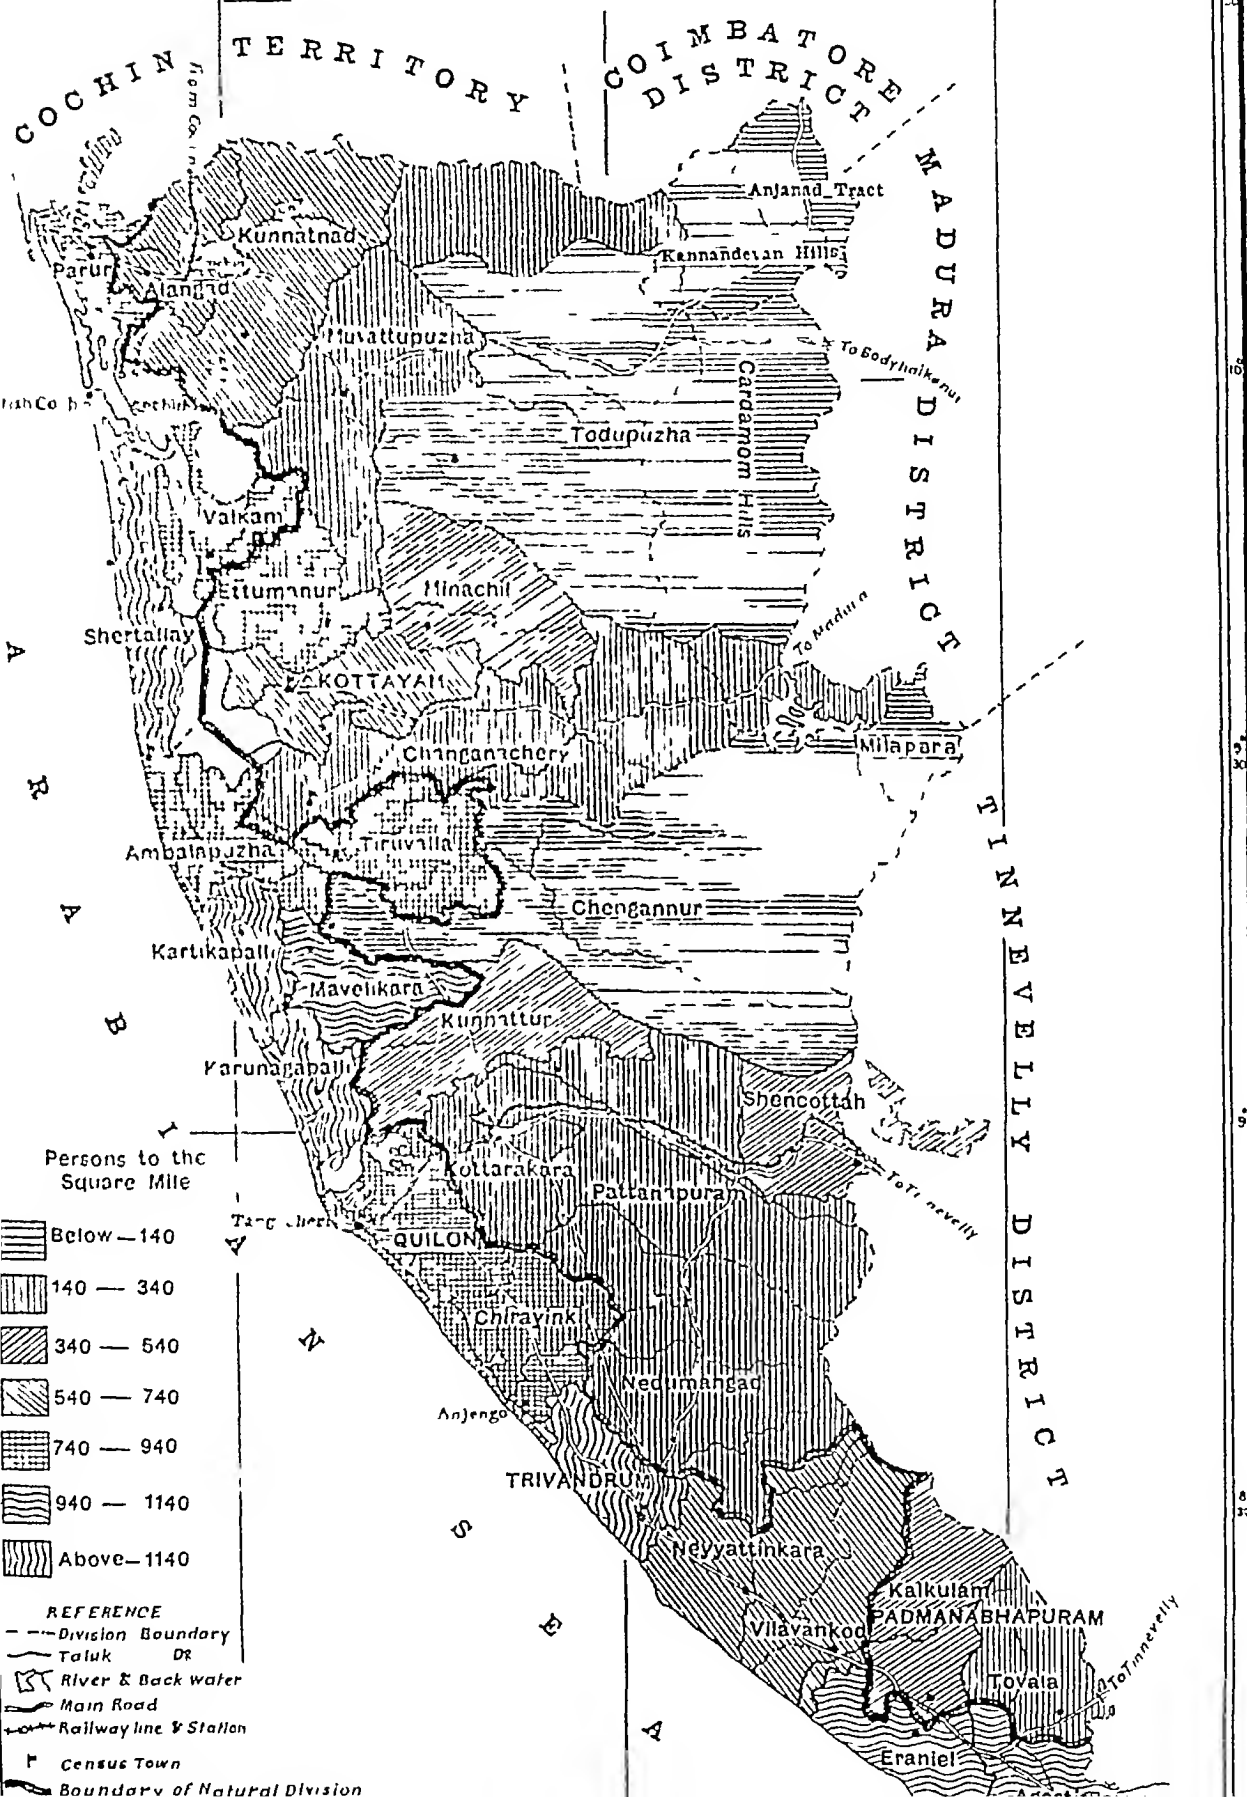 COCHIN TERRITORY
COIMBATORE
DISTRICT
MADURA DISTRICT
Anjanad Tract
Kunnatnad
Kannandevan Hills
Parur
Alangad
Muvattupuzha
Cardamom Hills
Todupuzha
Vaikam
Ettumanur
Minachil
To Madura
Shertallay
KOTTAYAM
Changanachery
Milapara
TINNEVELLY DISTRICT
Ambalapuzha
Tiruvalla
Chengannur
Kartikapalli
Mavelikara
Kunnattur
Karunagapalli
Shencottah
Kottarakara
Pattanapuram
To Tinnevelly
QUILON
Chirayink
Nedumangad
Anjengo
TRIVANDRUM
Neyyattinkara
Kalkulam
PADMANABHAPURAM
Vilavankod
Tovala
To Tinnevelly
Eraniel
ARABIAN SEA
Persons to the
Square Mile
Below—140
140 — 340
340 — 540
540 — 740
740 — 940
940 — 1140
Above—1140
REFERENCE
Division Boundary
Taluk Do
River & Back water
Main Road
Railway line & Station
Census Town
Boundary of Natural Division